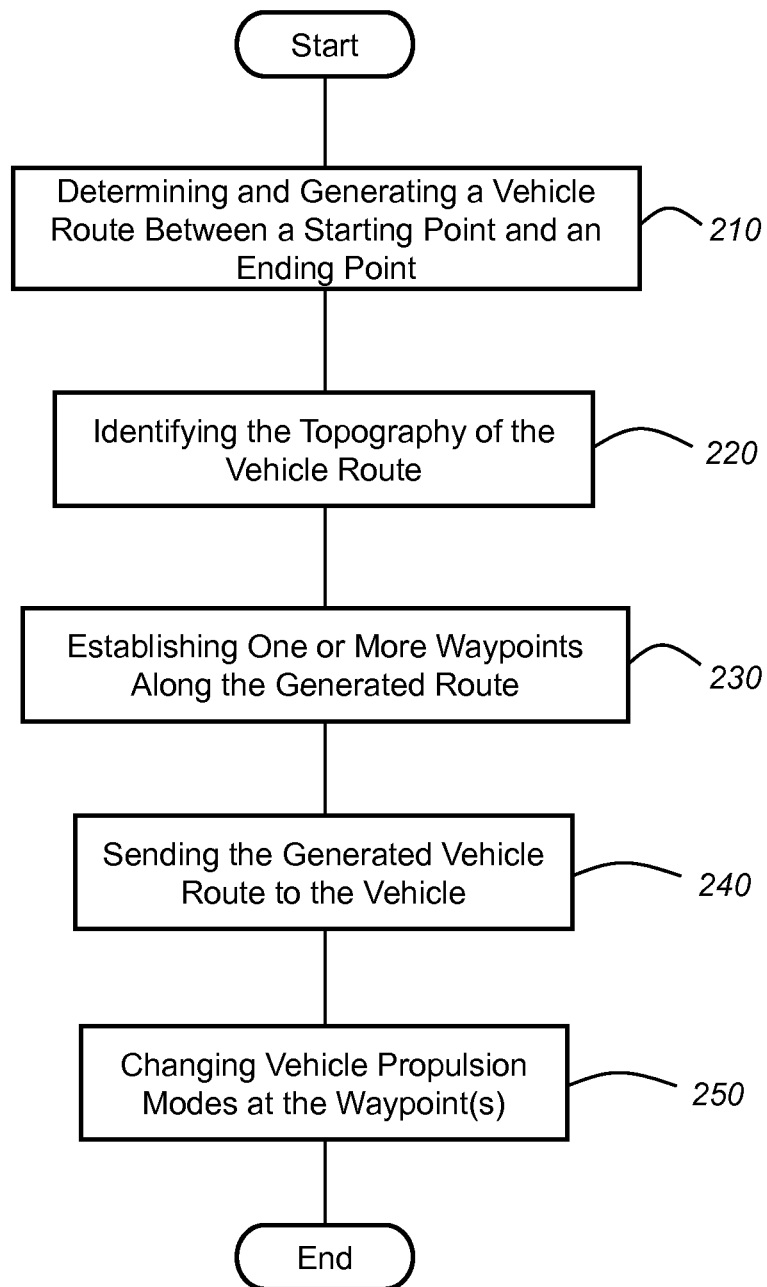 Start
Determining and Generating a Vehicle
Route Between a Starting Point and an
Ending Point
210
Identifying the Topography of the
Vehicle Route
220
Establishing One or More Waypoints
Along the Generated Route
230
Sending the Generated Vehicle
Route to the Vehicle
240
Changing Vehicle Propulsion
Modes at the Waypoint(s)
250
End